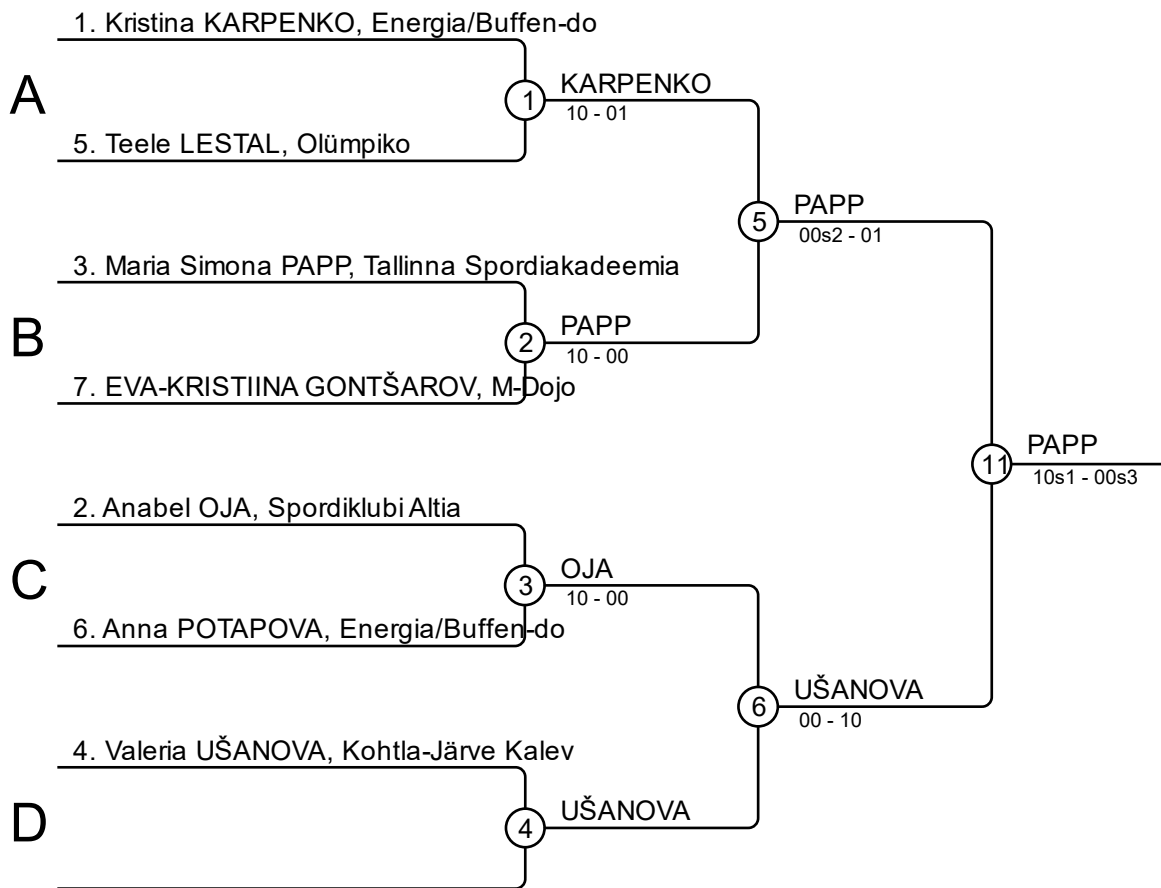 1. Kristina KARPENKO, Energia/Buffen-do
A
1
KARPENKO
10 - 01
5. Teele LESTAL, Olümpiko
5
PAPP
00s2 - 01
3. Maria Simona PAPP, Tallinna Spordiakadeemia
B
2
PAPP
10 - 00
7. EVA-KRISTIINA GONTŠAROV, M-Dojo
11
PAPP
10s1 - 00s3
2. Anabel OJA, Spordiklubi Altia
C
3
OJA
10 - 00
6. Anna POTAPOVA, Energia/Buffen-do
6
UŠANOVA
00 - 10
4. Valeria UŠANOVA, Kohtla-Järve Kalev
D
4
UŠANOVA